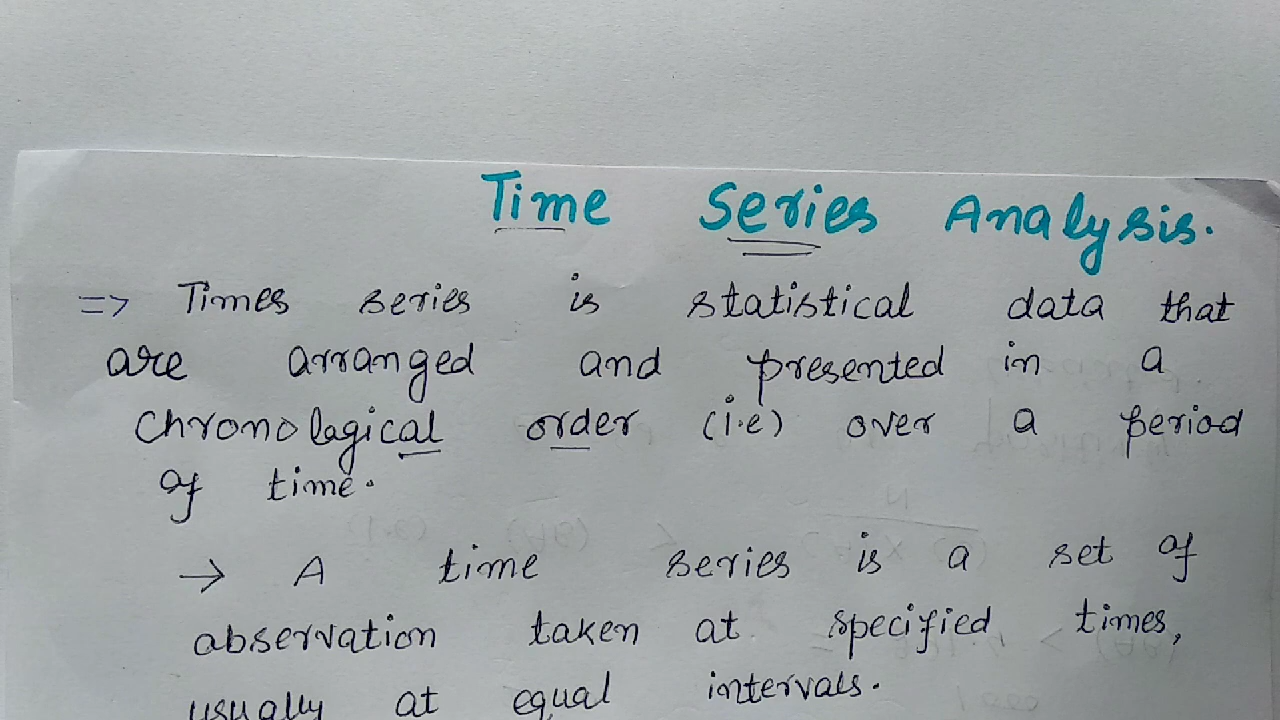 Time Series Analysis.
=> Times series is statistical data that
are arranged and presented in a
chronological order (i.e) over a period
of time.
→ A time series is a set of
observation taken at specified times,
usually at equal intervals.